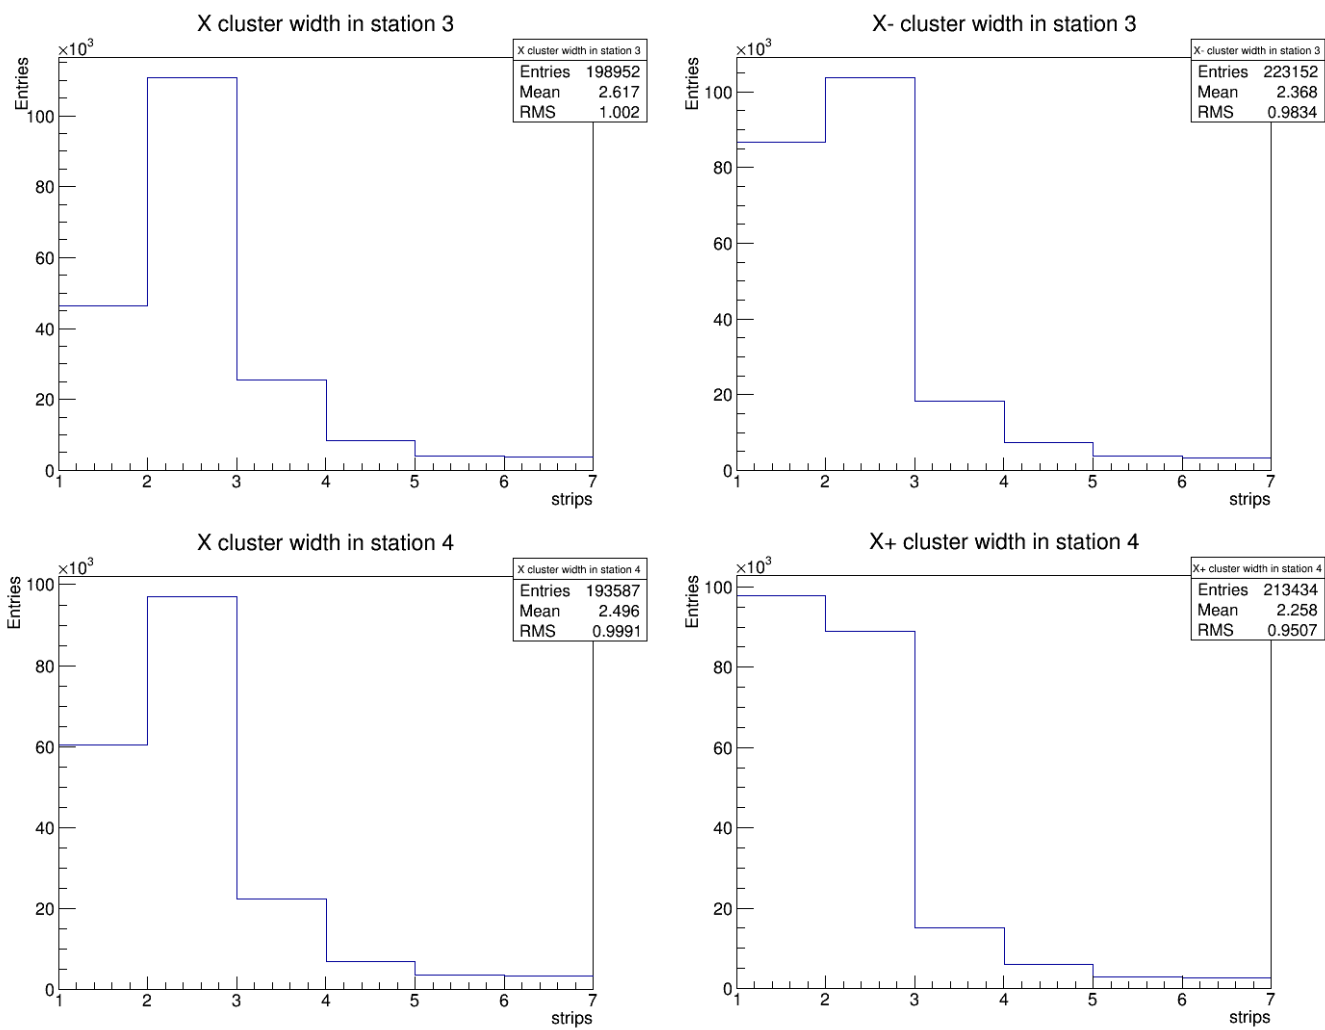 X cluster width in station 3
×10³
Entries
X cluster width in station 3
Entries 198952
Mean 2.617
RMS 1.002
100
80
60
40
20
0
1 2 3 4 5 6 7
strips
X- cluster width in station 3
×10³
Entries
X- cluster width in station 3
Entries 223152
Mean 2.368
RMS 0.9834
100
80
60
40
20
0
1 2 3 4 5 6 7
strips
X cluster width in station 4
×10³
Entries
X cluster width in station 4
Entries 193587
Mean 2.496
RMS 0.9991
100
80
60
40
20
0
1 2 3 4 5 6 7
strips
X+ cluster width in station 4
×10³
Entries
X+ cluster width in station 4
Entries 213434
Mean 2.258
RMS 0.9507
100
80
60
40
20
0
1 2 3 4 5 6 7
strips